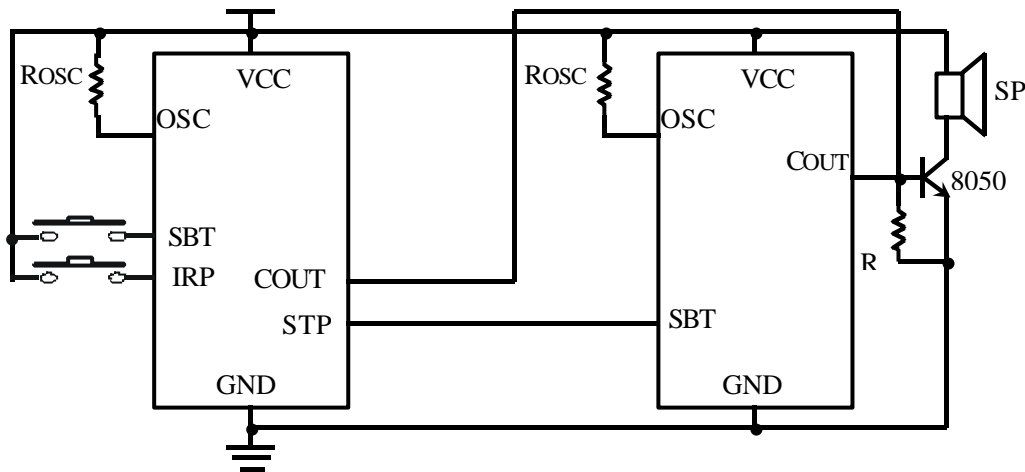 ROSC
VCC
OSC
SBT
IRP
COUT
STP
GND
ROSC
VCC
OSC
COUT
SBT
GND
SP
8050
R